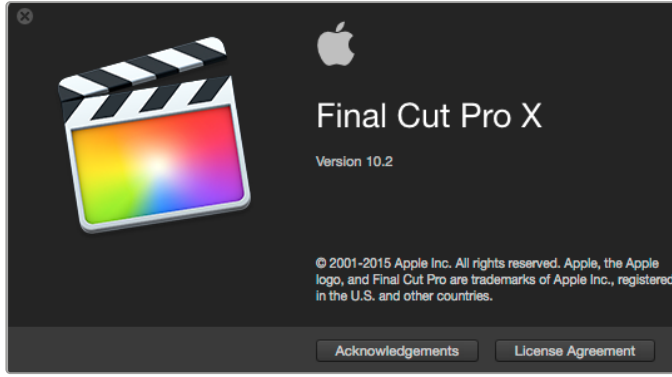 Final Cut Pro X
Version 10.2
© 2001-2015 Apple Inc. All rights reserved. Apple, the Apple
logo, and Final Cut Pro are trademarks of Apple Inc., registered
in the U.S. and other countries.
Acknowledgements License Agreement